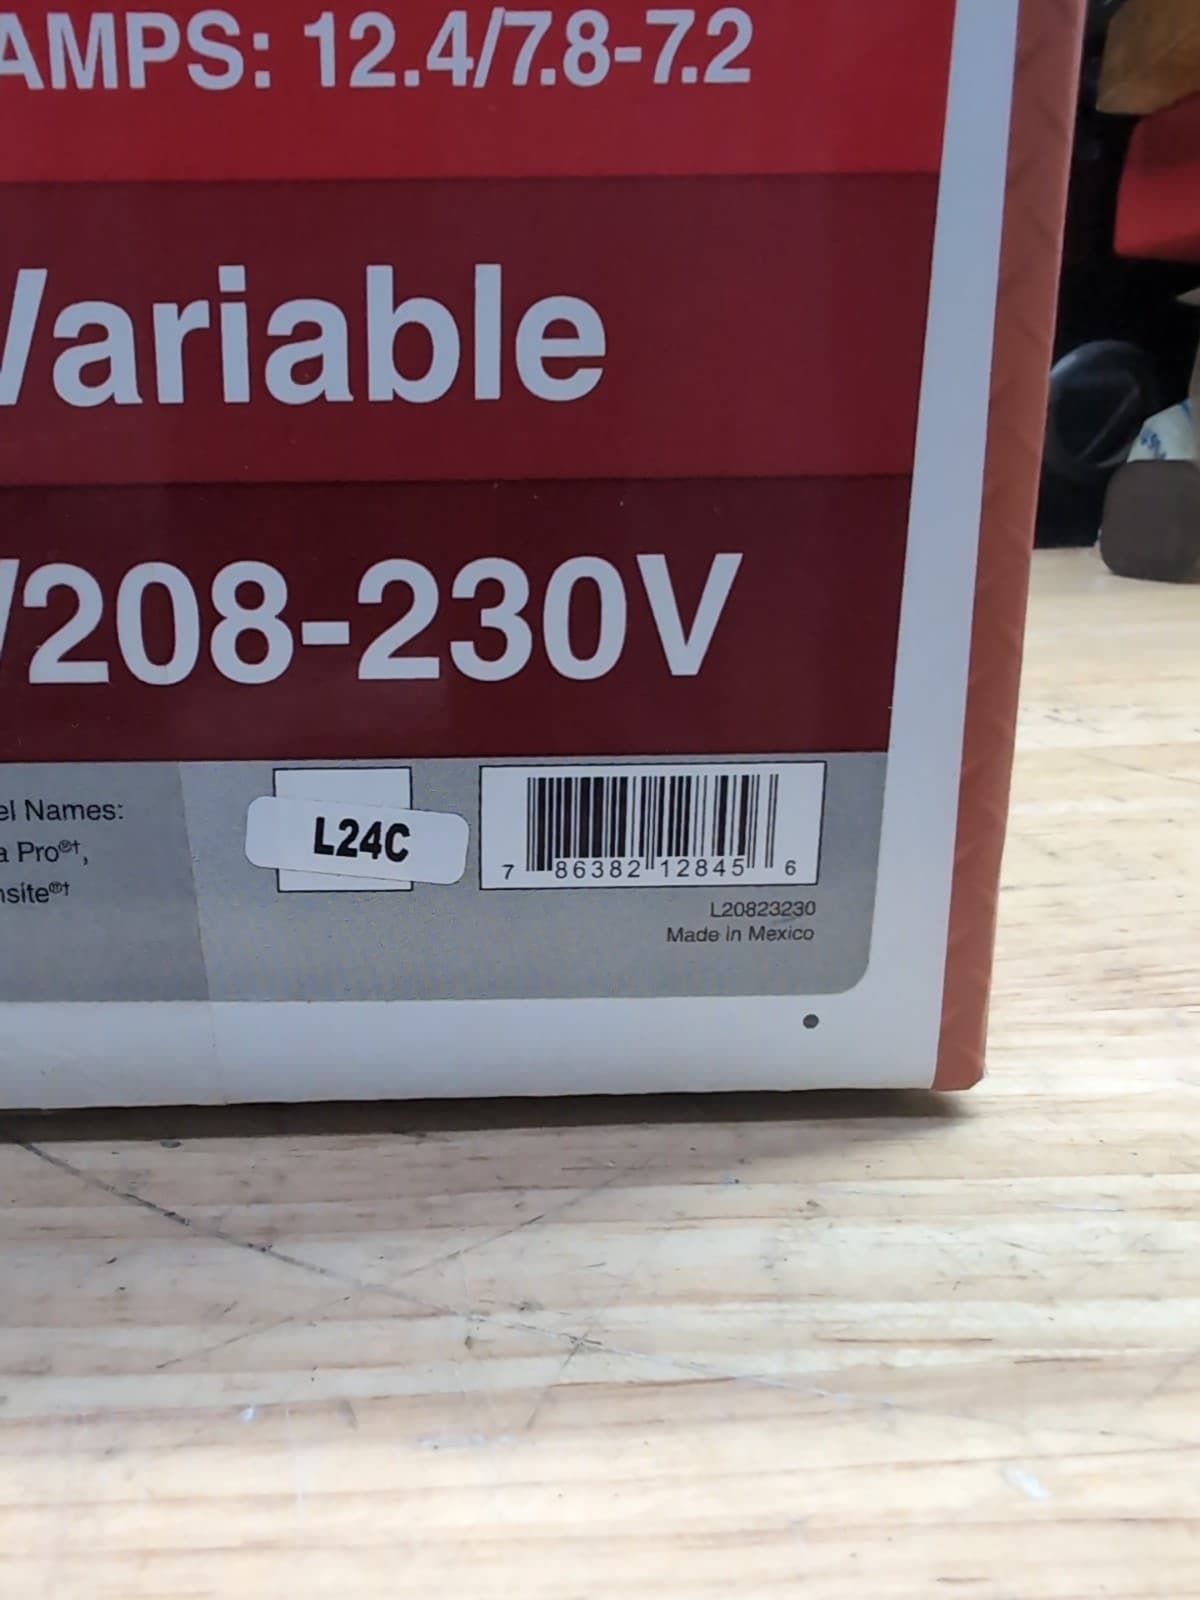 AMPS: 12.4/7.8-7.2
Variable
/208-230V
el Names:
a Pro®†,
nsite®†
L24C
7 86382 12845 6
L20823230
Made in Mexico